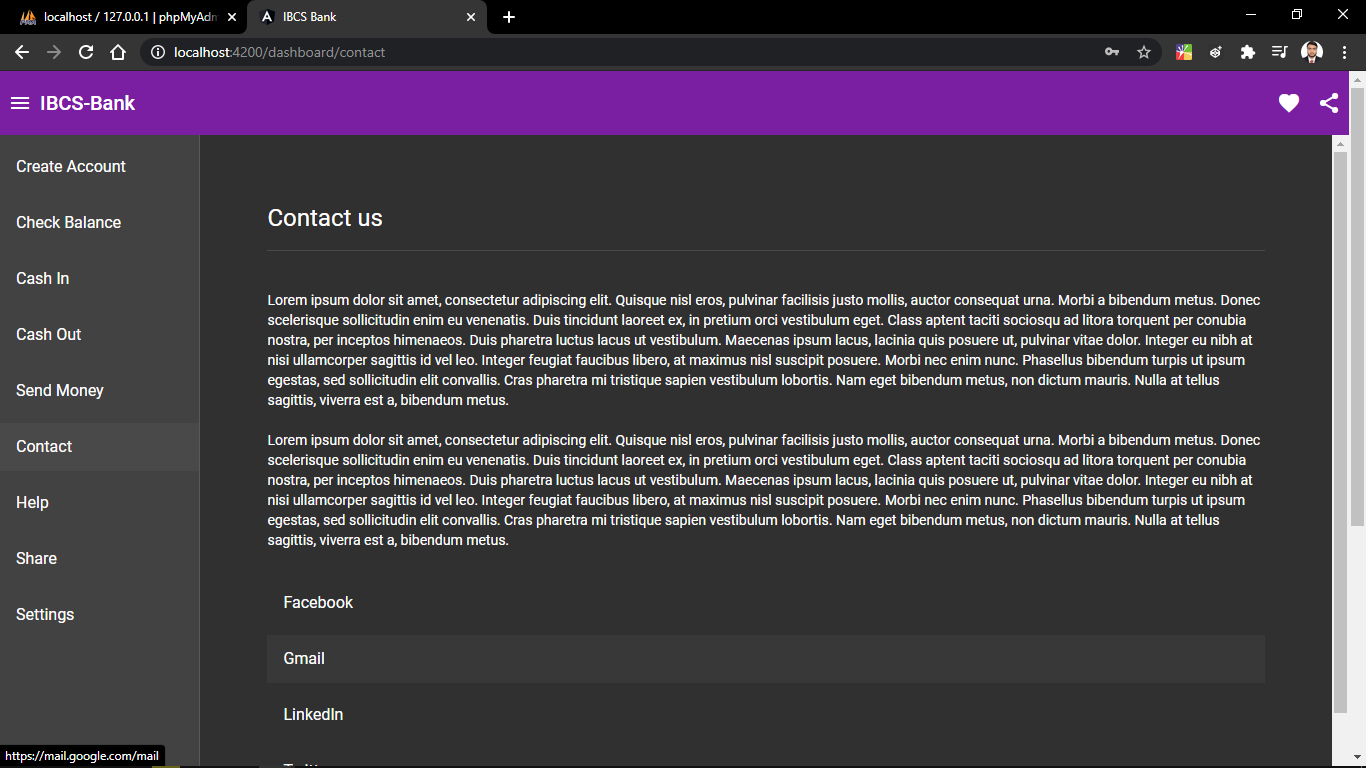 localhost / 127.0.0.1 | phpMyAdm
IBCS Bank
localhost:4200/dashboard/contact
IBCS-Bank
Create Account
Check Balance
Cash In
Cash Out
Send Money
Contact
Help
Share
Settings
Contact us
Lorem ipsum dolor sit amet, consectetur adipiscing elit. Quisque nisl eros, pulvinar facilisis justo mollis, auctor consequat urna. Morbi a bibendum metus. Donec
scelerisque sollicitudin enim eu venenatis. Duis tincidunt laoreet ex, in pretium orci vestibulum eget. Class aptent taciti sociosqu ad litora torquent per conubia
nostra, per inceptos himenaeos. Duis pharetra luctus lacus ut vestibulum. Maecenas ipsum lacus, lacinia quis posuere ut, pulvinar vitae dolor. Integer eu nibh at
nisi ullamcorper sagittis id vel leo. Integer feugiat faucibus libero, at maximus nisl suscipit posuere. Morbi nec enim nunc. Phasellus bibendum turpis ut ipsum
egestas, sed sollicitudin elit convallis. Cras pharetra mi tristique sapien vestibulum lobortis. Nam eget bibendum metus, non dictum mauris. Nulla at tellus
sagittis, viverra est a, bibendum metus.
Lorem ipsum dolor sit amet, consectetur adipiscing elit. Quisque nisl eros, pulvinar facilisis justo mollis, auctor consequat urna. Morbi a bibendum metus. Donec
scelerisque sollicitudin enim eu venenatis. Duis tincidunt laoreet ex, in pretium orci vestibulum eget. Class aptent taciti sociosqu ad litora torquent per conubia
nostra, per inceptos himenaeos. Duis pharetra luctus lacus ut vestibulum. Maecenas ipsum lacus, lacinia quis posuere ut, pulvinar vitae dolor. Integer eu nibh at
nisi ullamcorper sagittis id vel leo. Integer feugiat faucibus libero, at maximus nisl suscipit posuere. Morbi nec enim nunc. Phasellus bibendum turpis ut ipsum
egestas, sed sollicitudin elit convallis. Cras pharetra mi tristique sapien vestibulum lobortis. Nam eget bibendum metus, non dictum mauris. Nulla at tellus
sagittis, viverra est a, bibendum metus.
Facebook
Gmail
LinkedIn
https://mail.google.com/mail